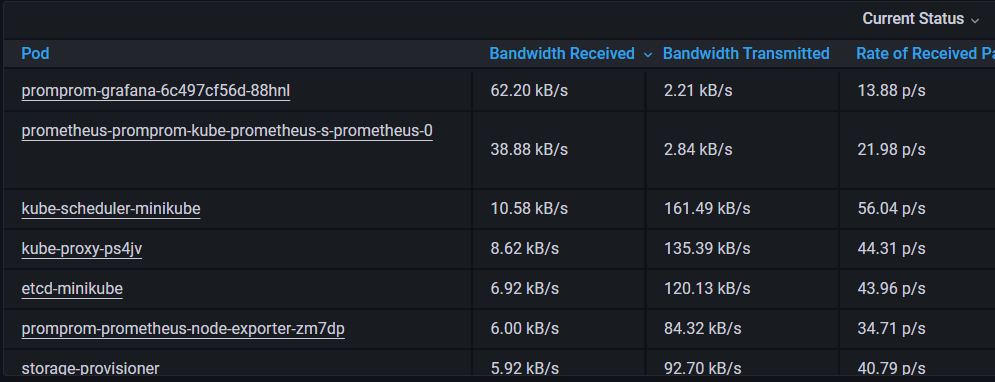 Current Status
Pod Bandwidth Received Bandwidth Transmitted Rate of Received
promprom-grafana-6c497cf56d-88hnl 62.20 kB/s 2.21 kB/s 13.88 p/s
prometheus-promprom-kube-prometheus-s-prometheus-0 38.88 kB/s 2.84 kB/s 21.98 p/s
kube-scheduler-minikube 10.58 kB/s 161.49 kB/s 56.04 p/s
kube-proxy-ps4jv 8.62 kB/s 135.39 kB/s 44.31 p/s
etcd-minikube 6.92 kB/s 120.13 kB/s 43.96 p/s
promprom-prometheus-node-exporter-zm7dp 6.00 kB/s 84.32 kB/s 34.71 p/s
storage-provisioner 5.92 kB/s 92.70 kB/s 40.79 p/s